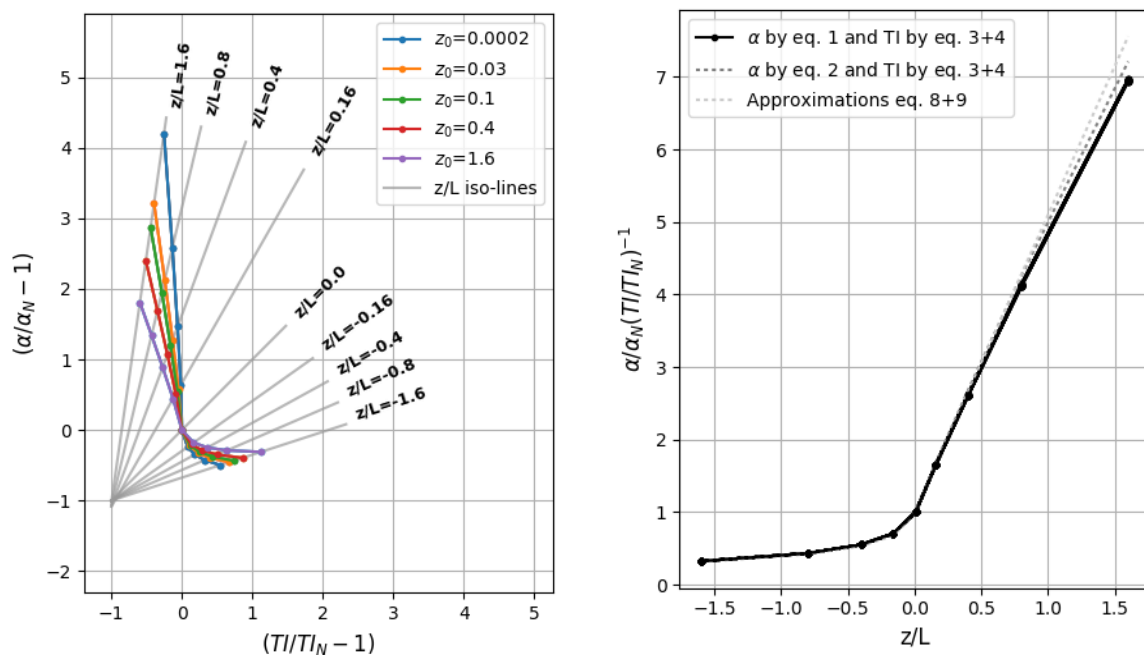 5
4
3
2
1
0
−1
−2
−1
0
1
2
3
4
5
(α/α_N − 1)
(TI/TI_N − 1)
z/L=1.6
z/L=0.8
z/L=0.4
z/L=0.16
z/L=0.0
z/L=-0.16
z/L=-0.4
z/L=-0.8
z/L=-1.6
z₀=0.0002
z₀=0.03
z₀=0.1
z₀=0.4
z₀=1.6
z/L iso-lines
7
6
5
4
3
2
1
0
−1.5
−1.0
−0.5
0.0
0.5
1.0
1.5
α/α_N(TI/TI_N)⁻¹
z/L
α by eq. 1 and TI by eq. 3+4
α by eq. 2 and TI by eq. 3+4
Approximations eq. 8+9